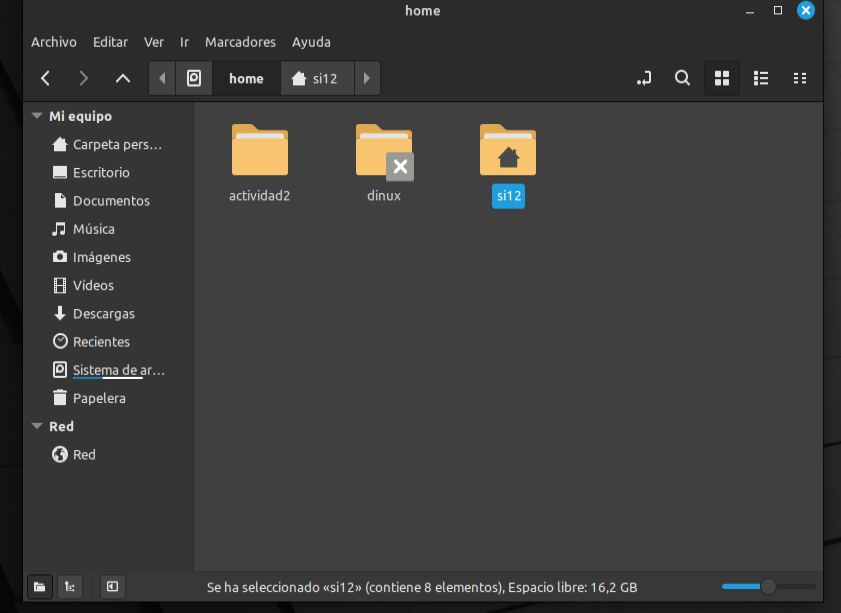 home
Archivo Editar Ver Ir Marcadores Ayuda
home si12
Mi equipo
Carpeta pers...
Escritorio
Documentos
Música
Imágenes
Vídeos
Descargas
Recientes
Sistema de ar...
Papelera
Red
Red
actividad2 dinux si12
Se ha seleccionado «si12» (contiene 8 elementos), Espacio libre: 16,2 GB